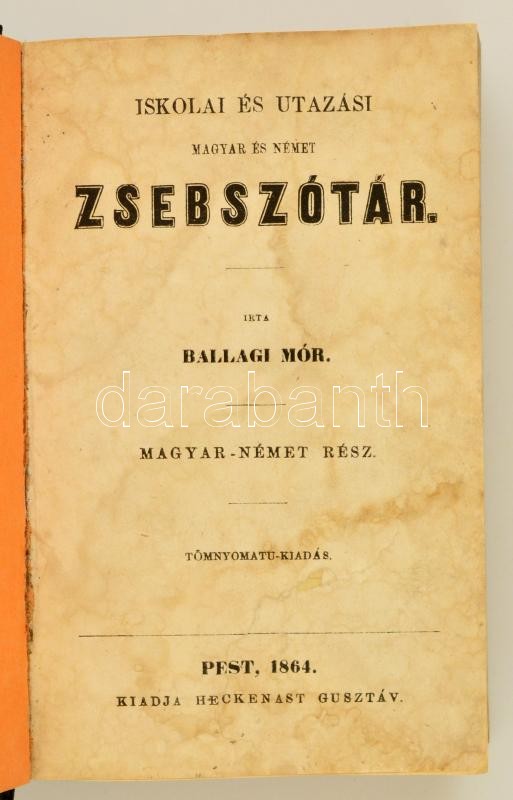 ISKOLAI ÉS UTAZÁSI
MAGYAR ÉS NÉMET
ZSEBSZÓTÁR.
IRTA
BALLAGI MÓR.
darabanth
MAGYAR-NÉMET RÉSZ.
TÖMNYOMATU-KIADÁS.
PEST, 1864.
KIADJA HECKENAST GUSZTÁV.